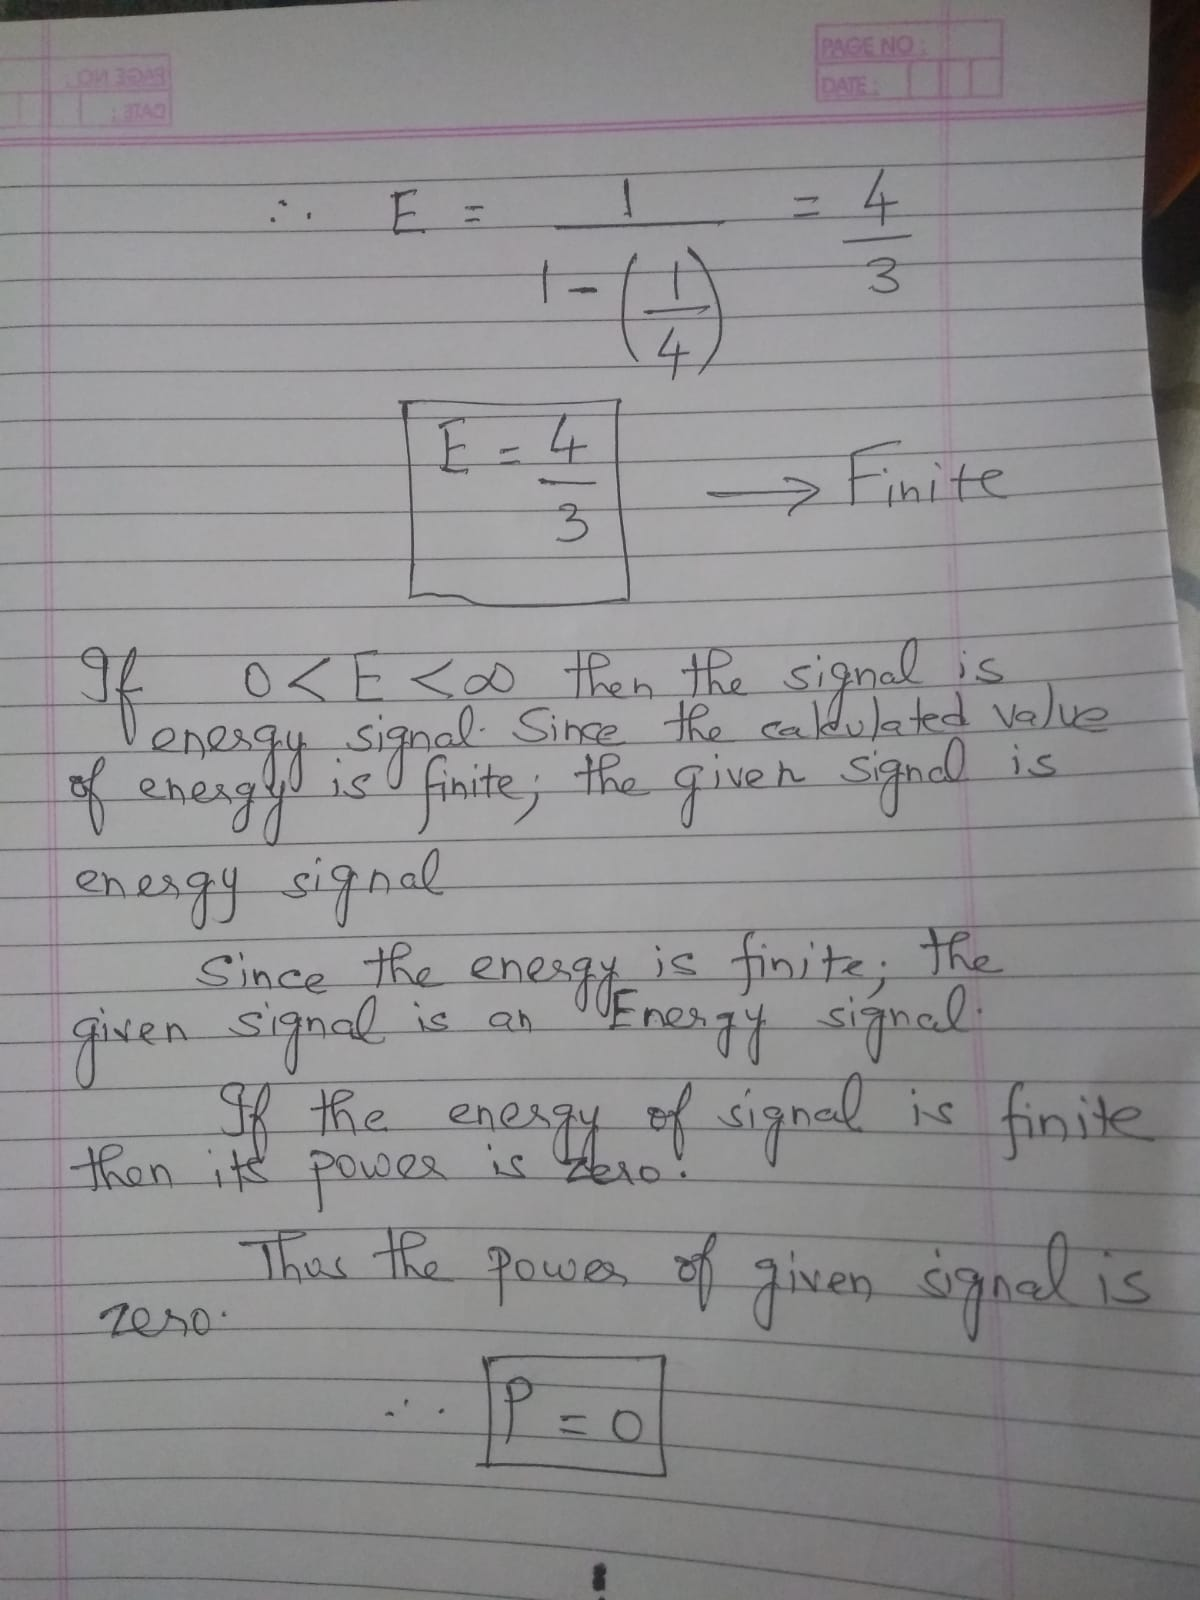 PAGE NO :
DATE :
∴ E = 1 / (1 - (1/4)) = 4/3
E = 4/3 → Finite
If 0 < E < ∞ then the signal is
energy signal. Since the calculated value
of energy is finite; the given signal is
energy signal
Since the energy is finite; the
given signal is an Energy signal.
If the energy of signal is finite
then its power is zero.
Thus the power of given signal is
zero.
∴ P = 0